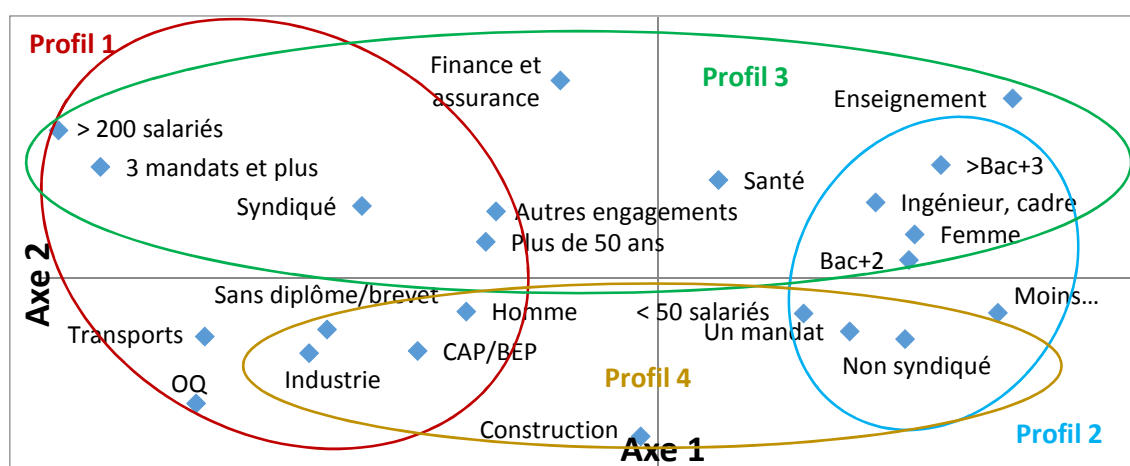 Profil 1
Finance et
assurance
Profil 3
Enseignement
> 200 salariés
3 mandats et plus
>Bac+3
Santé
Syndiqué
Autres engagements
Ingénieur, cadre
Plus de 50 ans
Femme
Bac+2
Axe 2
Sans diplôme/brevet
Homme
< 50 salariés
Moins...
Transports
Un mandat
CAP/BEP
Non syndiqué
Industrie
Profil 4
OQ
Construction
Axe 1
Profil 2